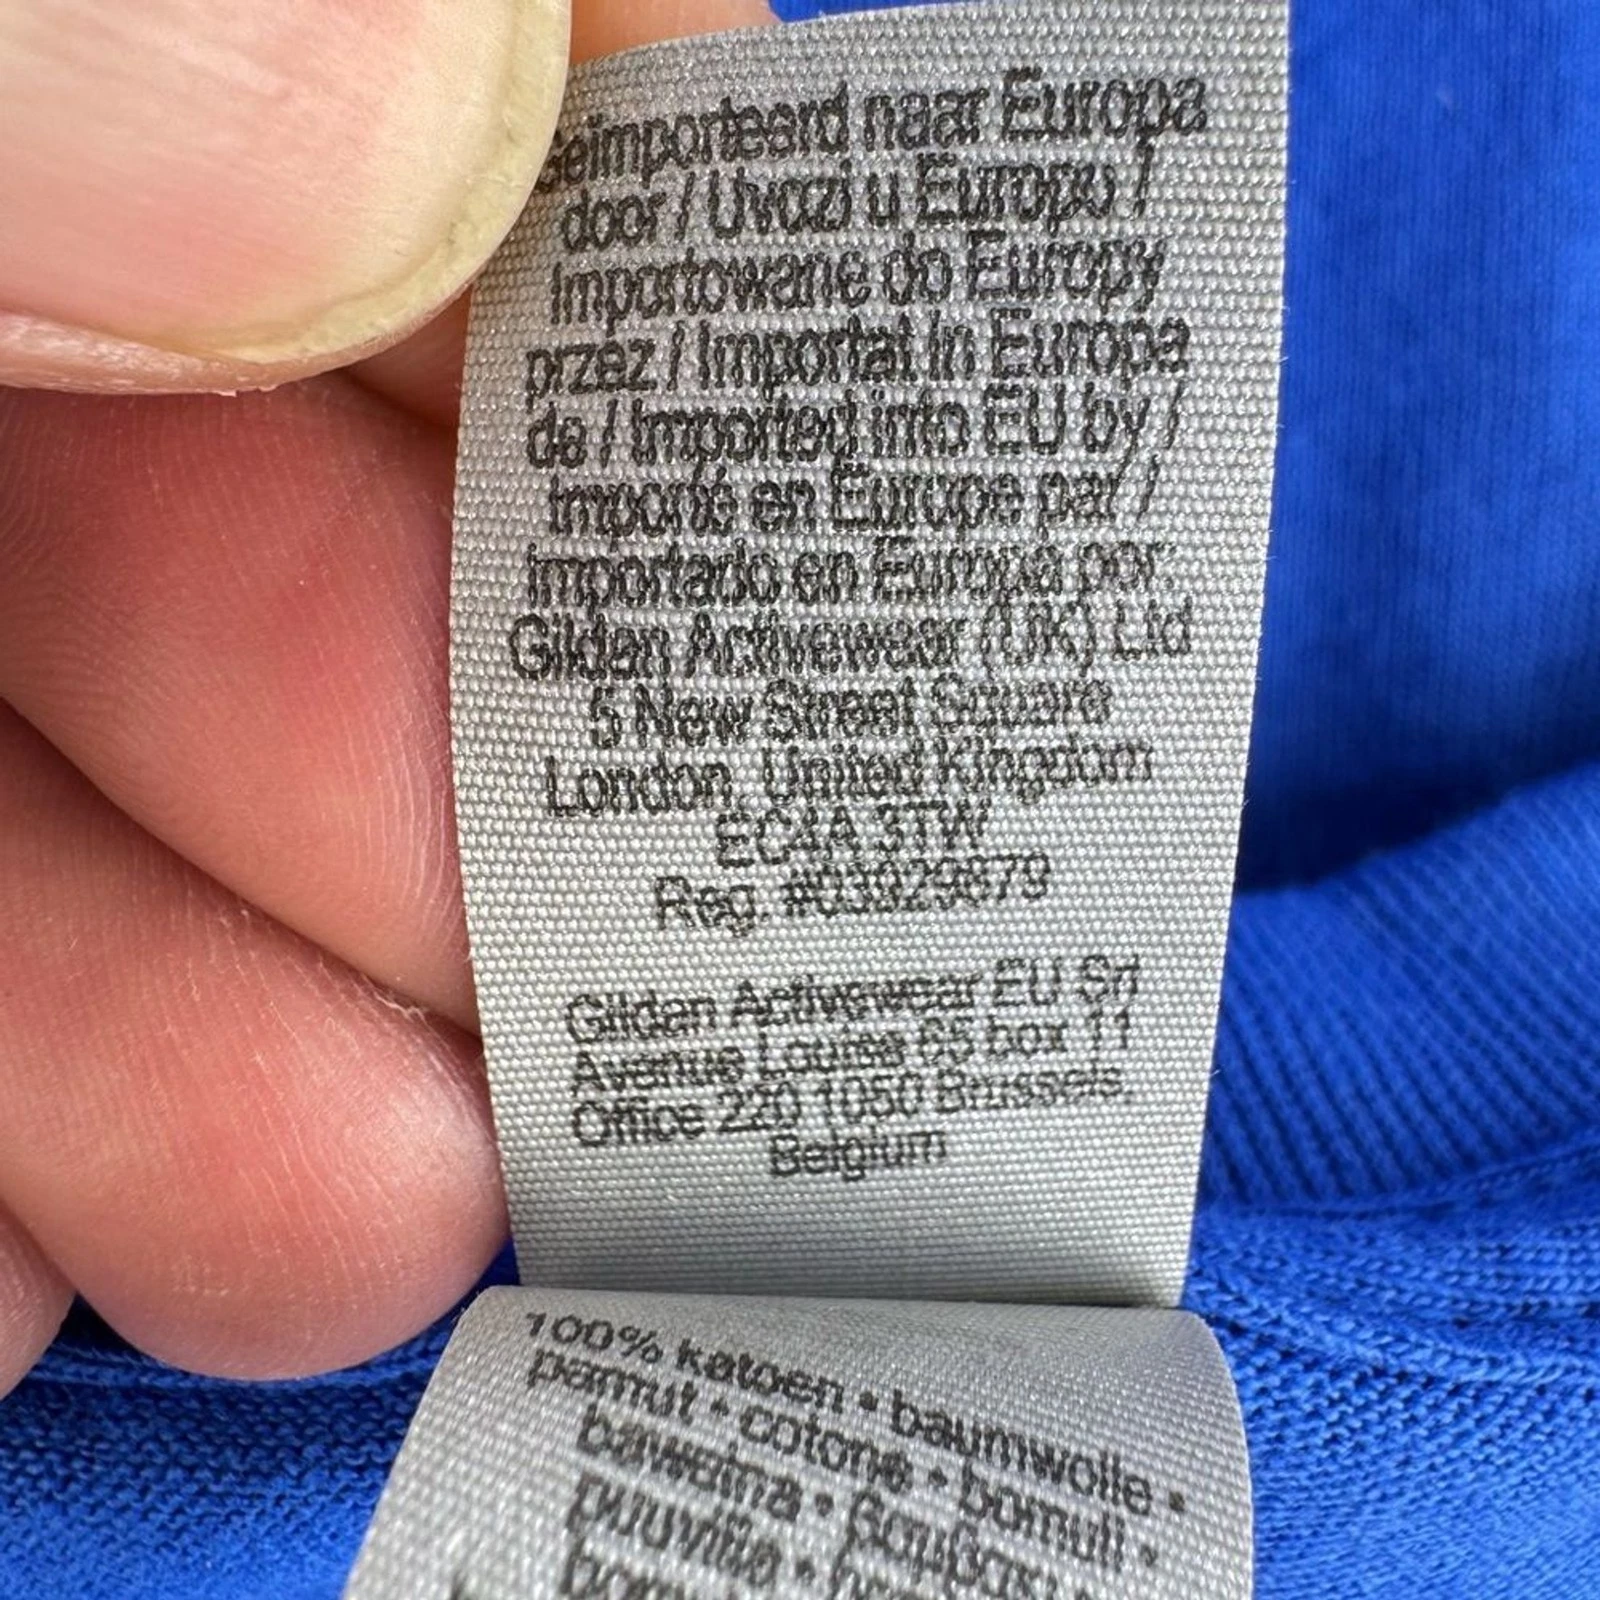 Geïmporteerd naar Europa
door / Uvozi u Europu /
Importowane do Europy
przez / Importat in Europa
de / Imported into EU by /
Importé en Europe par /
Importado en Europa por:
Gildan Activewear (UK) Ltd
5 New Street Square
London, United Kingdom
EC4A 3TW
Reg. #03929879
Gildan Activewear EU Srl
Avenue Louise 65 box 11
Office 220 1050 Brussels
Belgium
100% katoen • baumwolle •
pamut • cotone • bomull •
bawełna • βαμβάκι
puuvilla •